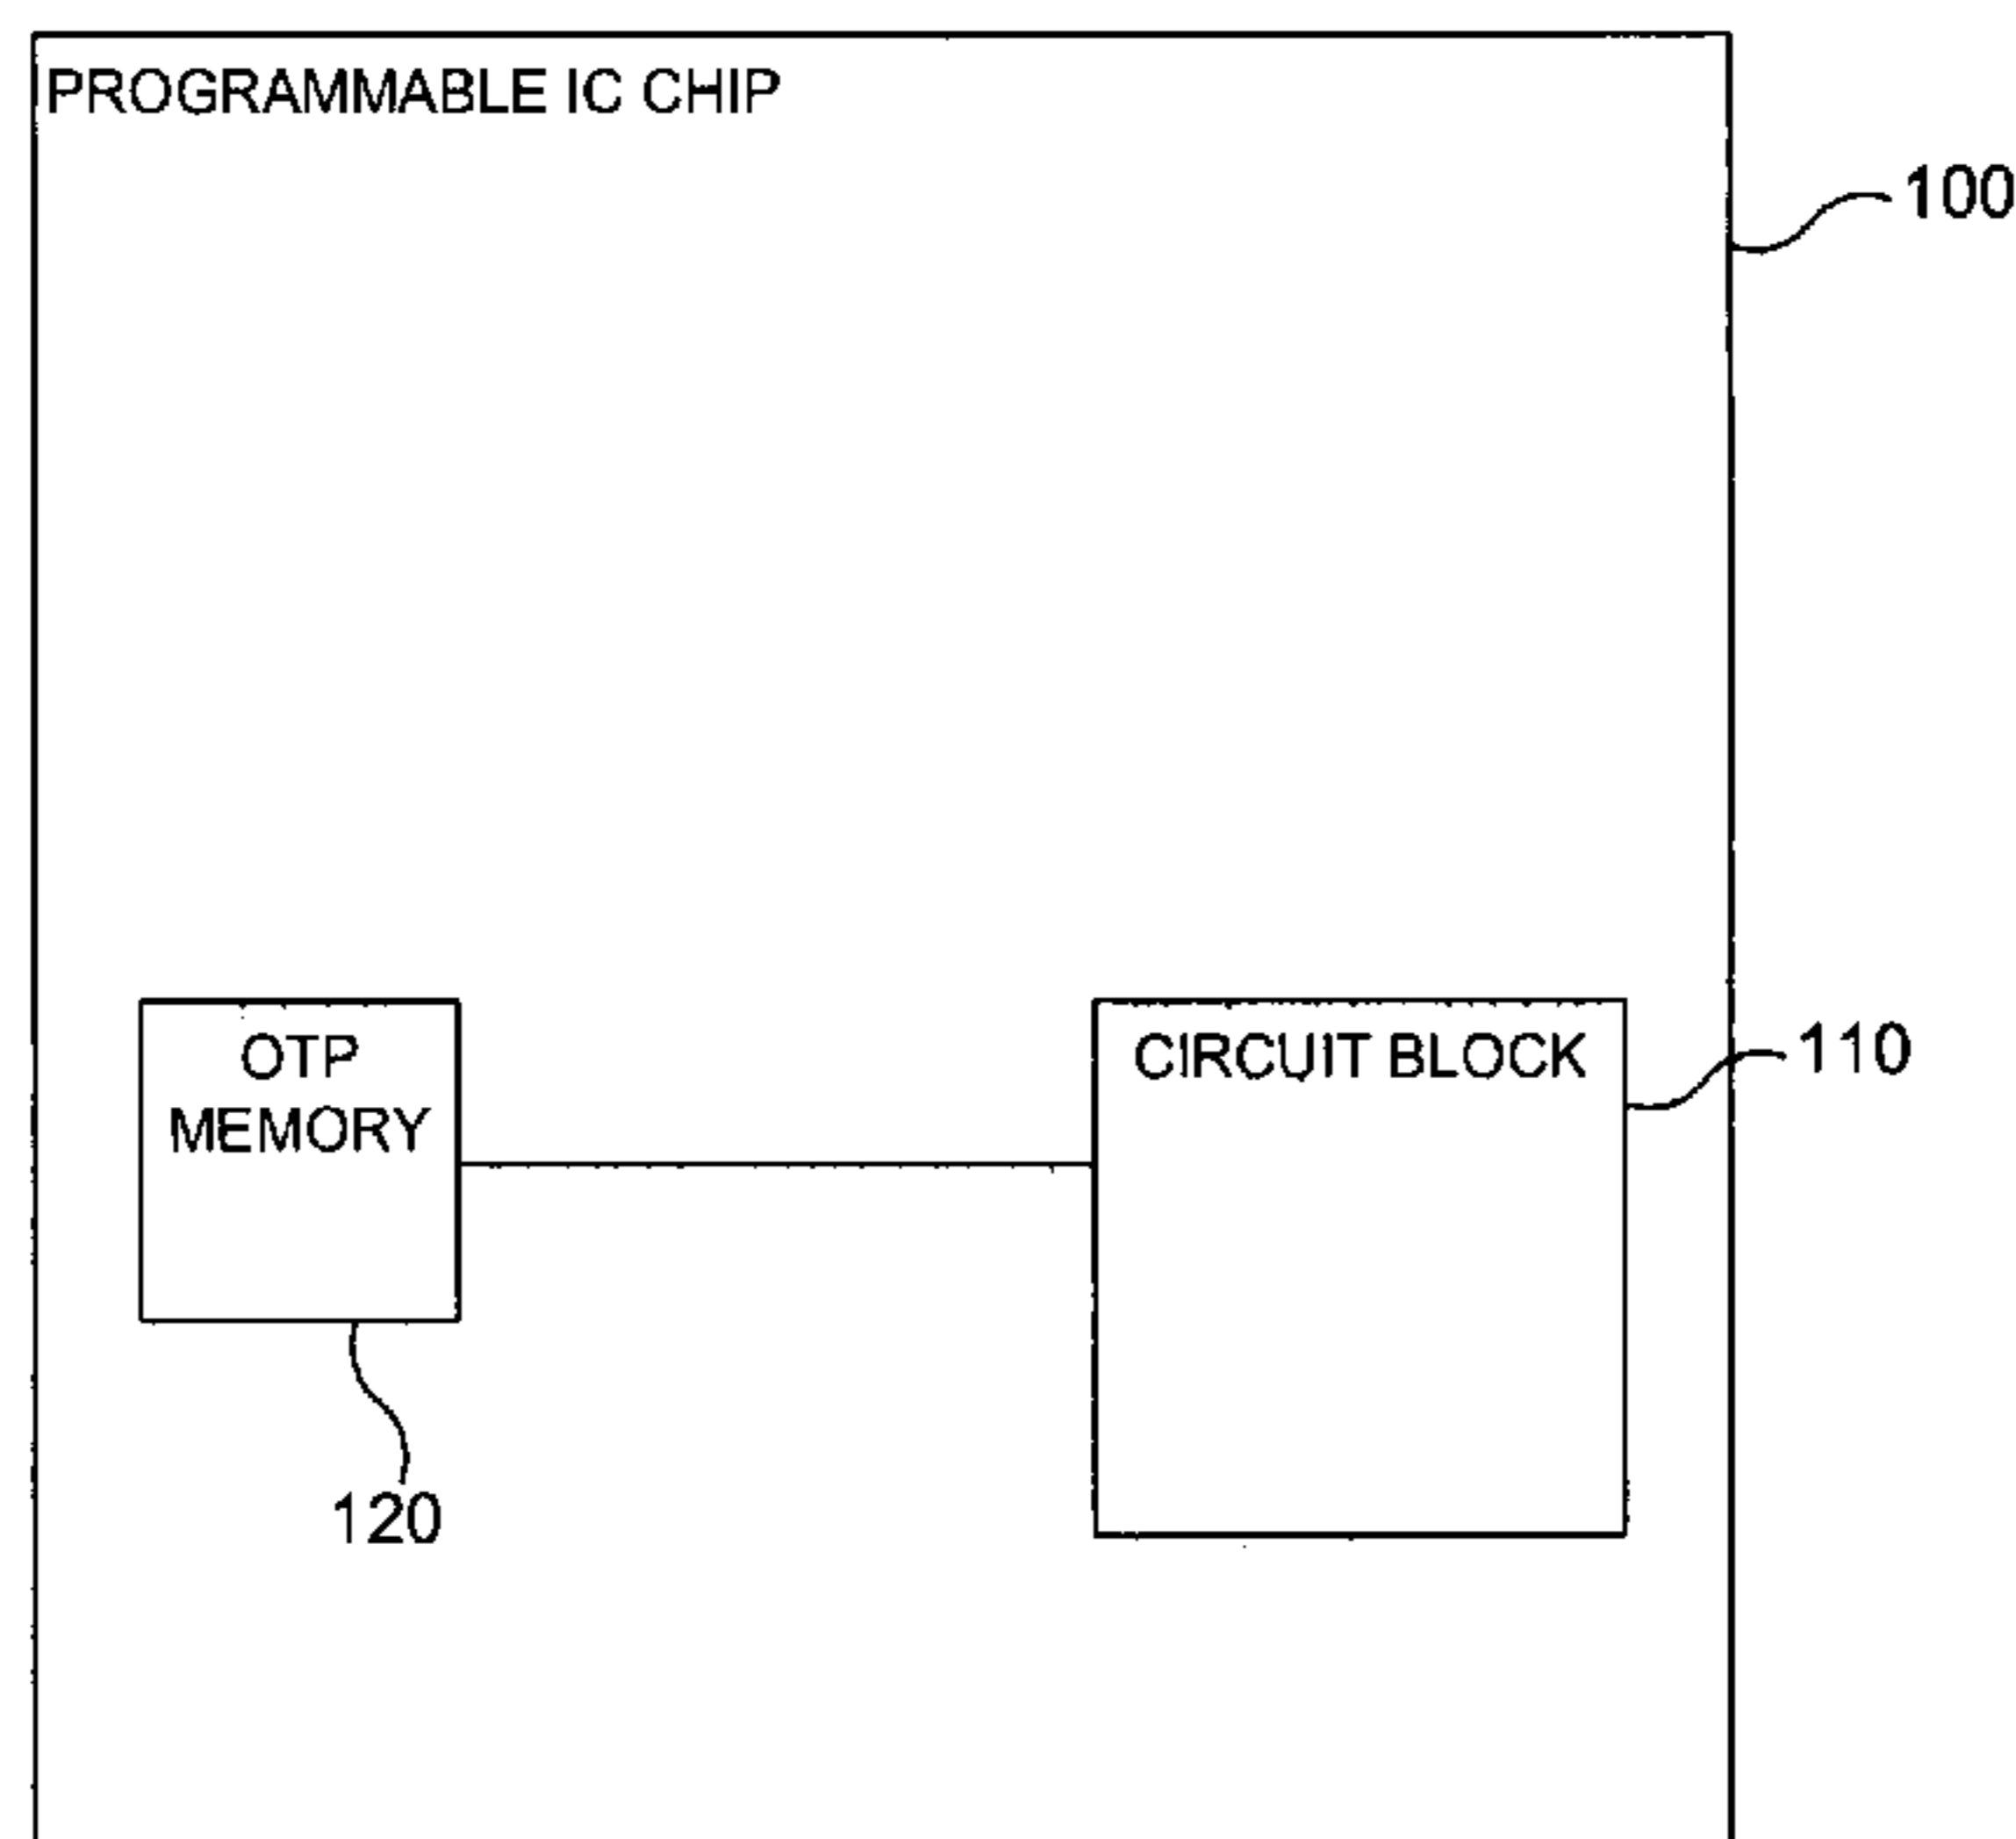 PROGRAMMABLE IC CHIP
100
OTP
MEMORY
CIRCUIT BLOCK
110
120